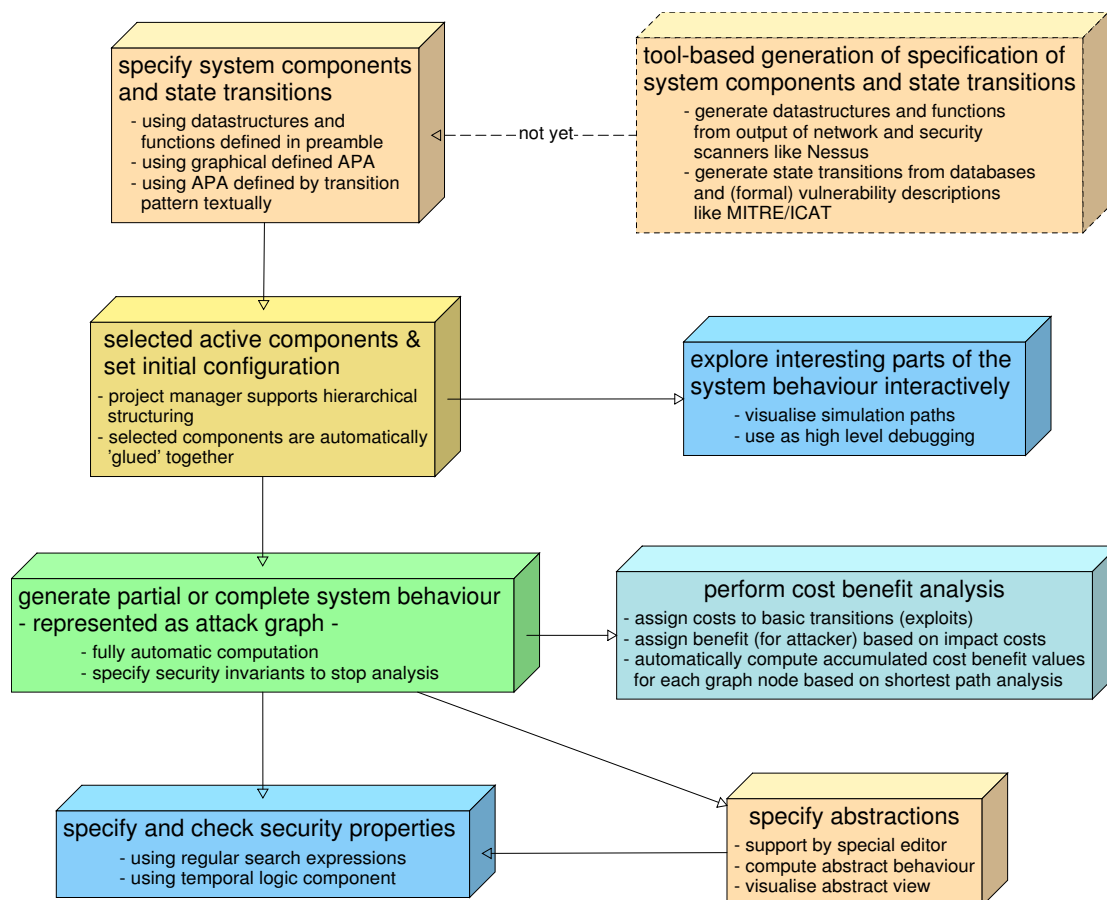 specify system components
and state transitions
- using datastructures and
functions defined in preamble
- using graphical defined APA
- using APA defined by transition
pattern textually
not yet
tool-based generation of specification of
system components and state transitions
- generate datastructures and functions
from output of network and security
scanners like Nessus
- generate state transitions from databases
and (formal) vulnerability descriptions
like MITRE/ICAT
selected active components &
set initial configuration
- project manager supports hierarchical
structuring
- selected components are automatically
'glued' together
explore interesting parts of the
system behaviour interactively
- visualise simulation paths
- use as high level debugging
generate partial or complete system behaviour
- represented as attack graph -
- fully automatic computation
- specify security invariants to stop analysis
perform cost benefit analysis
- assign costs to basic transitions (exploits)
- assign benefit (for attacker) based on impact costs
- automatically compute accumulated cost benefit values
for each graph node based on shortest path analysis
specify and check security properties
- using regular search expressions
- using temporal logic component
specify abstractions
- support by special editor
- compute abstract behaviour
- visualise abstract view